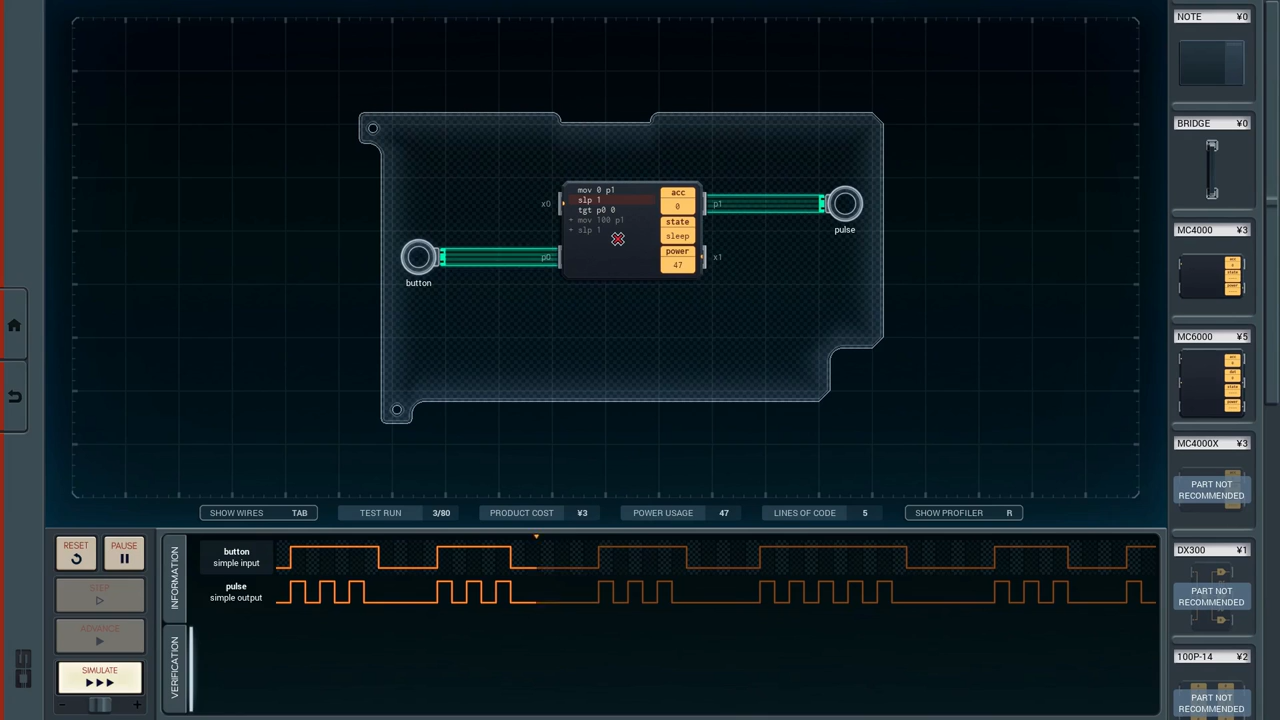 NOTE ¥0
BRIDGE ¥0
MC4000 ¥3
MC6000 ¥5
MC4000X ¥3
PART NOT
RECOMMENDED
DX300 ¥1
PART NOT
RECOMMENDED
100P-14 ¥2
PART NOT
RECOMMENDED
mov 0 p1
slp 1
tgt p0 0
+ mov 100 p1
+ slp 1
acc
0
state
sleep
power
47
x0
p0
p1
x1
button
pulse
SHOW WIRES TAB
TEST RUN 3/80
PRODUCT COST ¥3
POWER USAGE 47
LINES OF CODE 5
SHOW PROFILER R
RESET
PAUSE
STEP
ADVANCE
SIMULATE
- +
INFORMATION
VERIFICATION
button
simple input
pulse
simple output